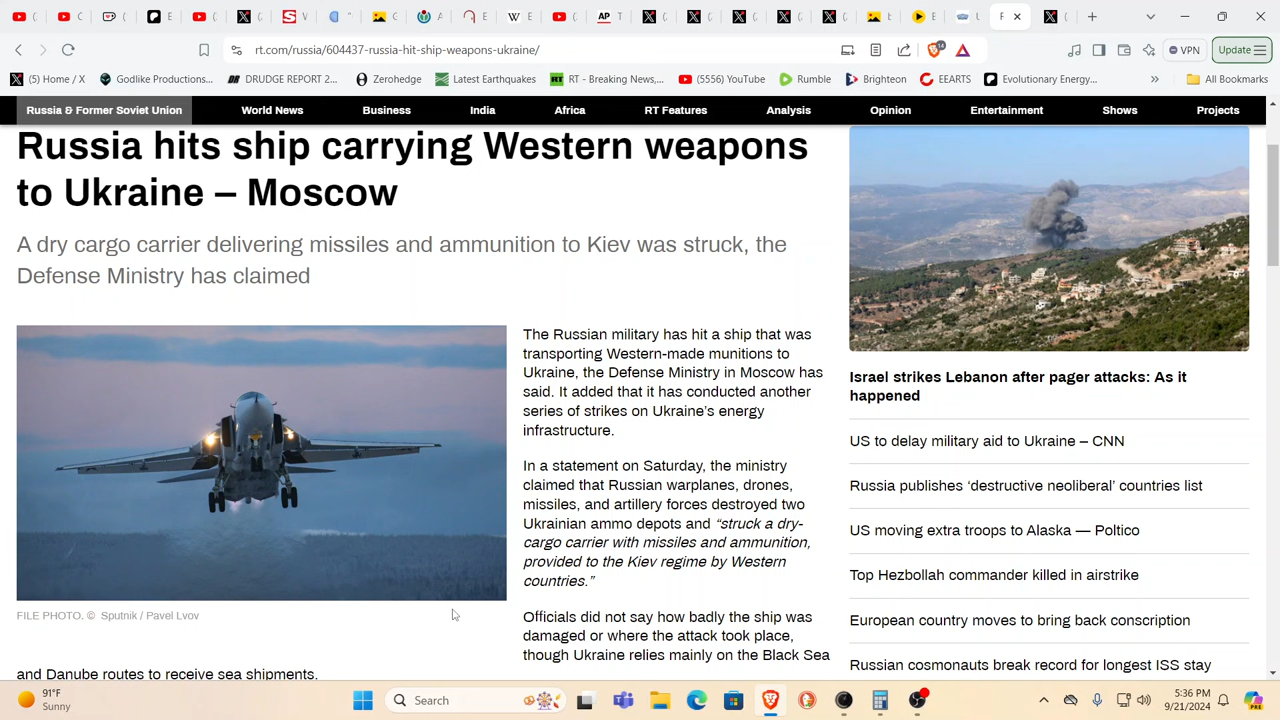 rt.com/russia/604437-russia-hit-ship-weapons-ukraine/
VPN
Update
(5) Home / X
Godlike Productions...
DRUDGE REPORT 2...
Zerohedge
Latest Earthquakes
RT - Breaking News,...
(5555) YouTube
Rumble
Brighteon
EEARTS
Evolutionary Energy...
All Bookmarks
Russia & Former Soviet Union
World News
Business
India
Africa
RT Features
Analysis
Opinion
Entertainment
Shows
Projects
Russia hits ship carrying Western weapons
to Ukraine – Moscow
A dry cargo carrier delivering missiles and ammunition to Kiev was struck, the
Defense Ministry has claimed
FILE PHOTO. © Sputnik / Pavel Lvov
The Russian military has hit a ship that was
transporting Western-made munitions to
Ukraine, the Defense Ministry in Moscow has
said. It added that it has conducted another
series of strikes on Ukraine’s energy
infrastructure.
In a statement on Saturday, the ministry
claimed that Russian warplanes, drones,
missiles, and artillery forces destroyed two
Ukrainian ammo depots and “struck a dry-
cargo carrier with missiles and ammunition,
provided to the Kiev regime by Western
countries.”
Officials did not say how badly the ship was
damaged or where the attack took place,
though Ukraine relies mainly on the Black Sea
and Danube routes to receive sea shipments.
Israel strikes Lebanon after pager attacks: As it
happened
US to delay military aid to Ukraine – CNN
Russia publishes ‘destructive neoliberal’ countries list
US moving extra troops to Alaska — Poltico
Top Hezbollah commander killed in airstrike
European country moves to bring back conscription
Russian cosmonauts break record for longest ISS stay
91°F
Sunny
Search
5:36 PM
9/21/2024